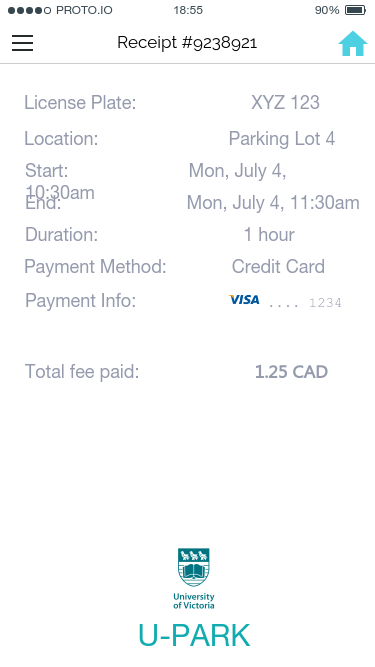 PROTO.IO 18:55 90%
Receipt #9238921
License Plate: XYZ 123
Location: Parking Lot 4
Start: Mon, July 4,
10:30am
End: Mon, July 4, 11:30am
Duration: 1 hour
Payment Method: Credit Card
Payment Info: VISA .... 1234
Total fee paid: 1.25 CAD
University
of Victoria
U-PARK